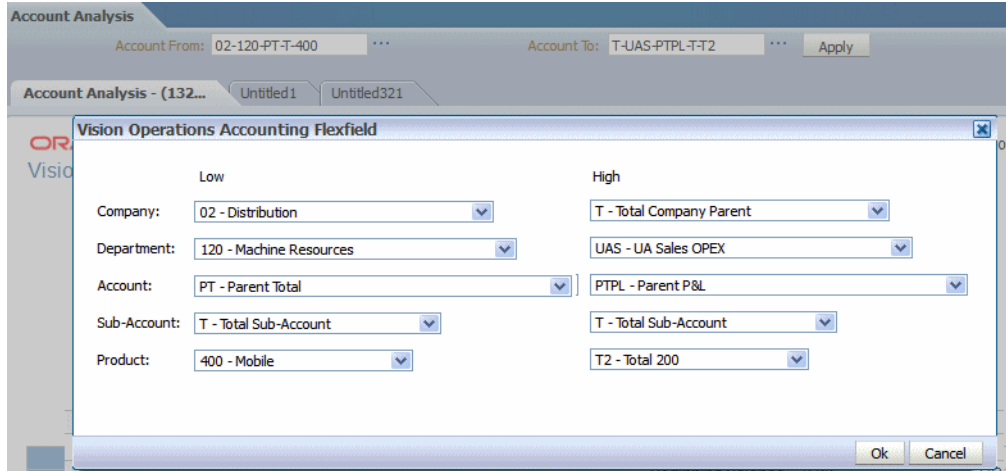 Account Analysis
Account From: 02-120-PT-T-400 ... Account To: T-UAS-PTPL-T-T2 ... Apply
Account Analysis - (132... Untitled1 Untitled321
Vision Operations Accounting Flexfield
Low High
Company: 02 - Distribution T - Total Company Parent
Department: 120 - Machine Resources UAS - UA Sales OPEX
Account: PT - Parent Total PTPL - Parent P&L
Sub-Account: T - Total Sub-Account T - Total Sub-Account
Product: 400 - Mobile T2 - Total 200
Ok Cancel